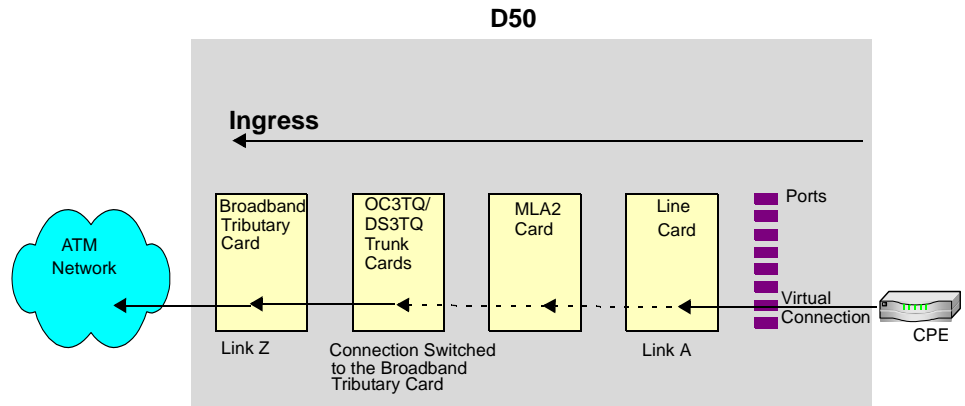 D50
Ingress
Broadband
Tributary
Card
OC3TQ/
DS3TQ
Trunk
Cards
MLA2
Card
Line
Card
Ports
ATM
Network
Virtual
Connection
CPE
Link Z
Connection Switched
to the Broadband
Tributary Card
Link A